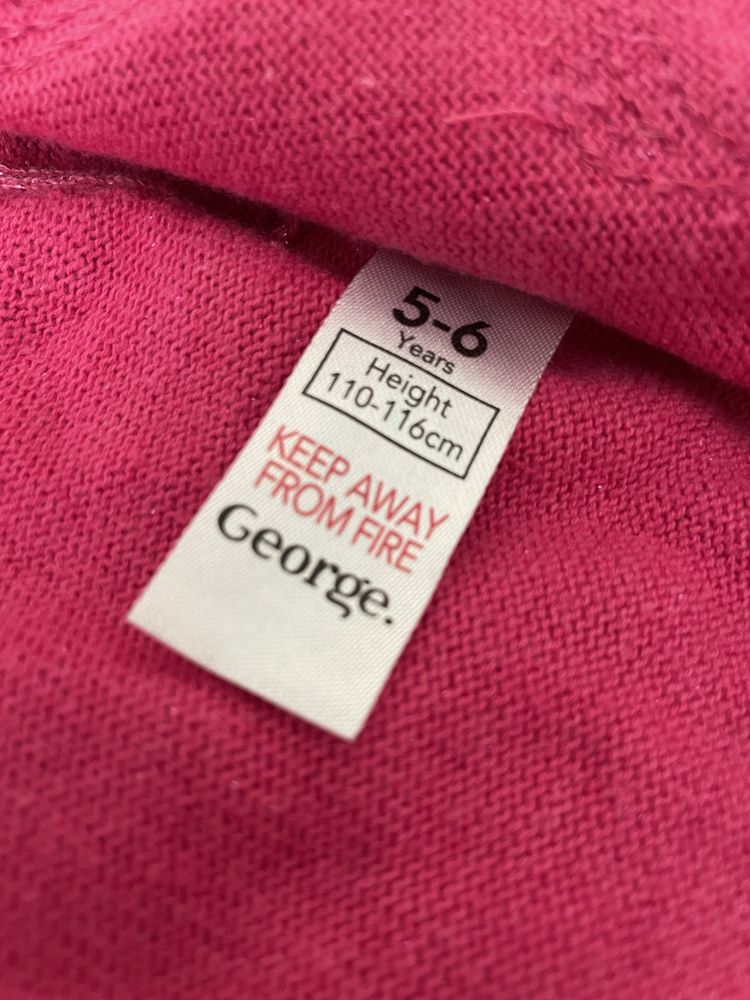 5-6
Years
Height
110-116cm
KEEP AWAY
FROM FIRE
George.